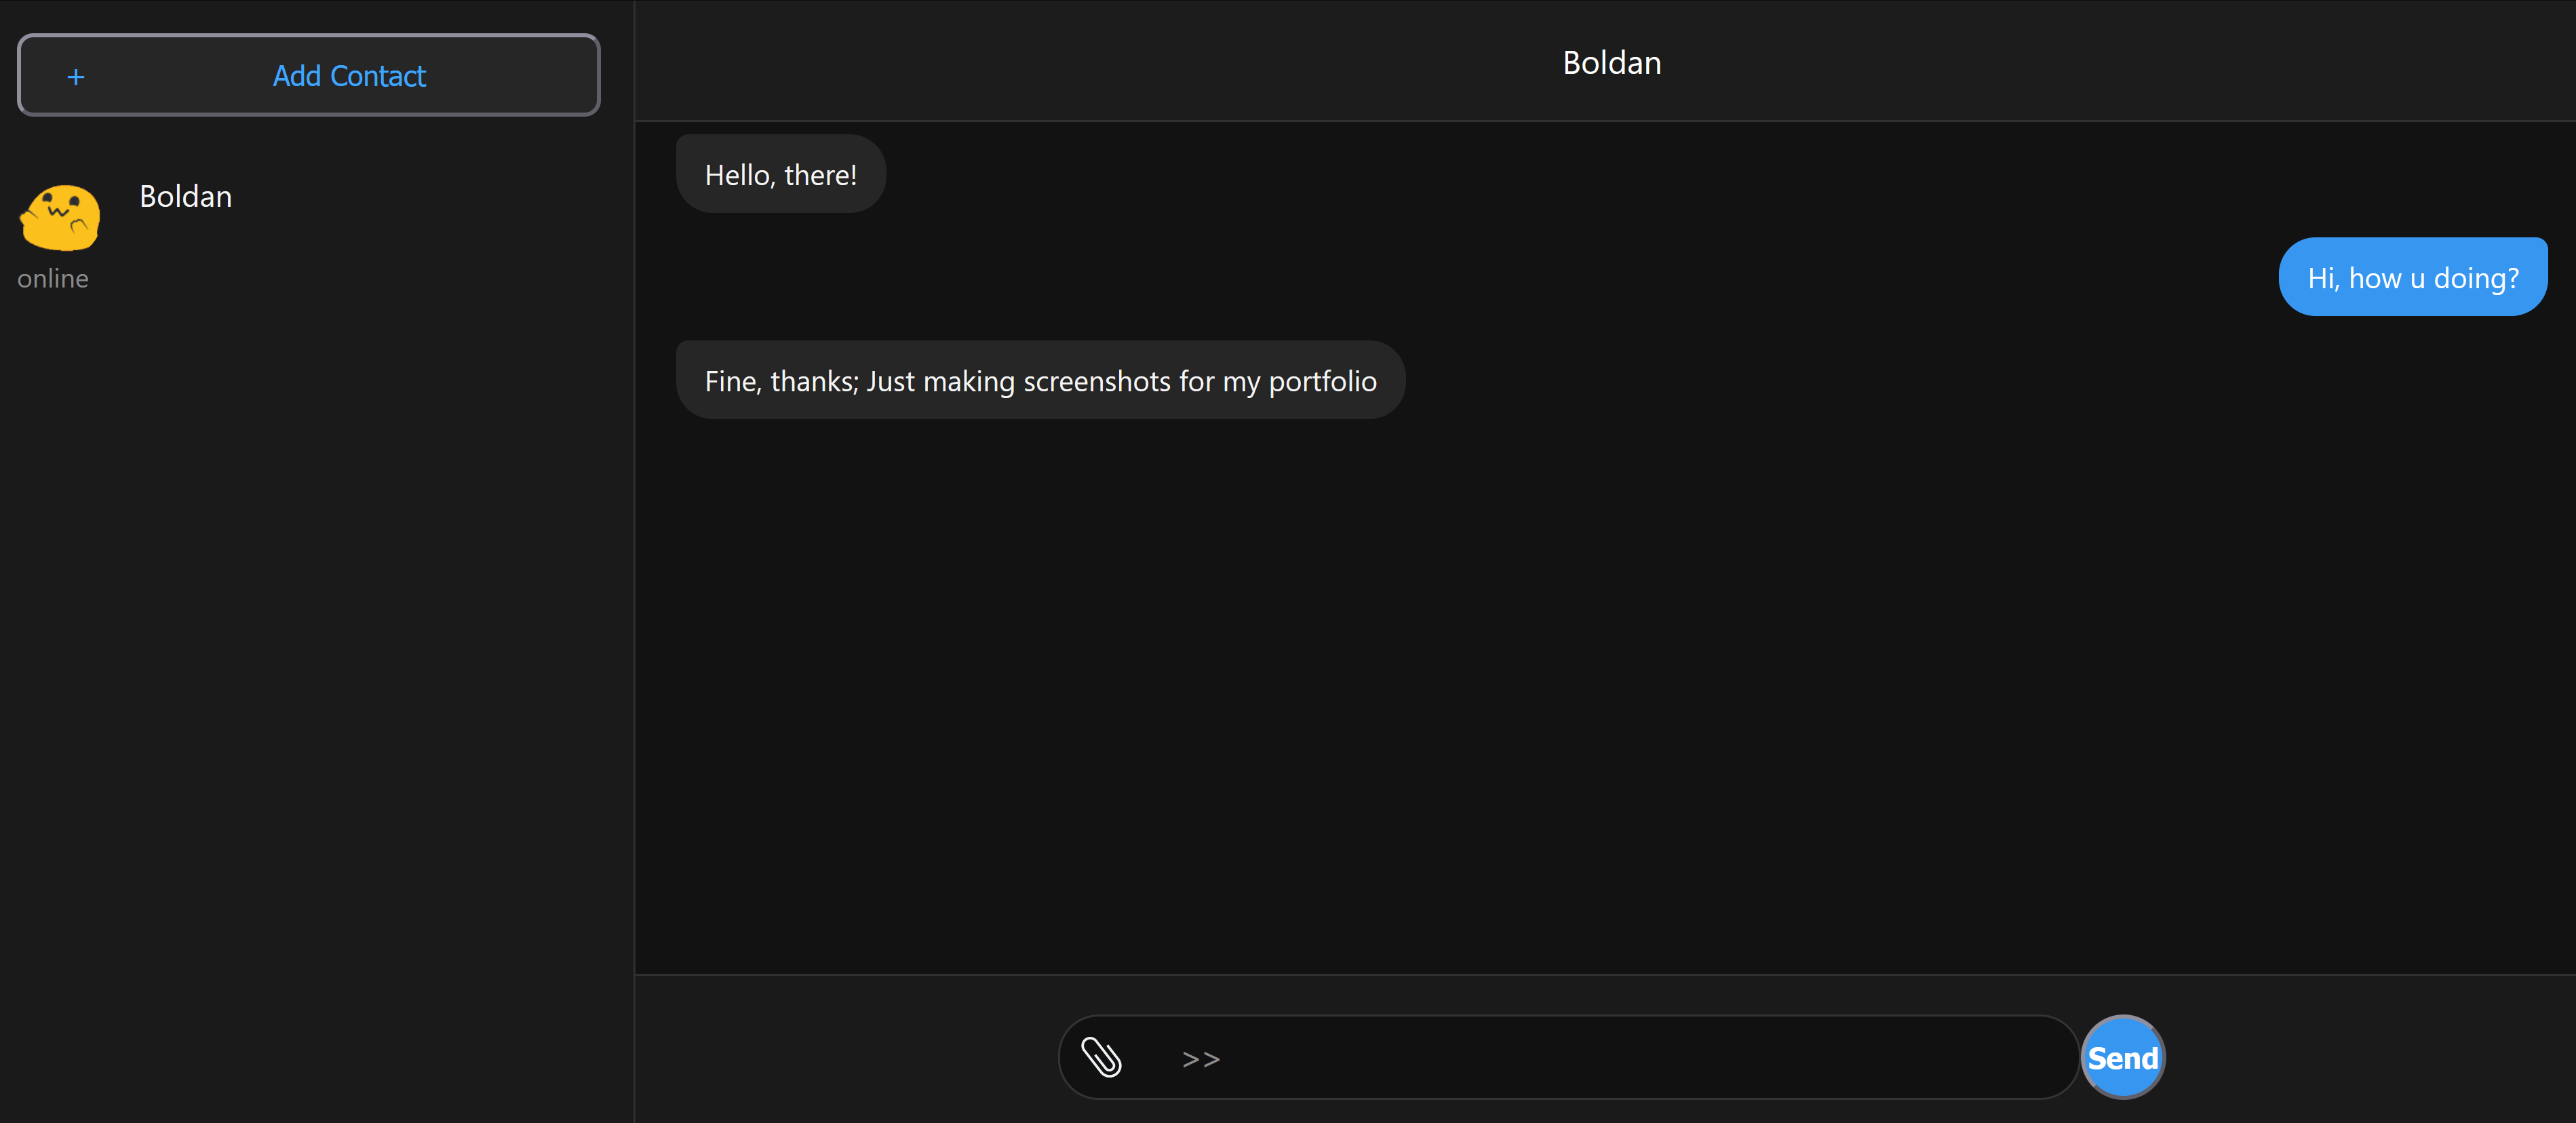 + Add Contact
Boldan
online
Boldan
Hello, there!
Hi, how u doing?
Fine, thanks; Just making screenshots for my portfolio
>>
Send